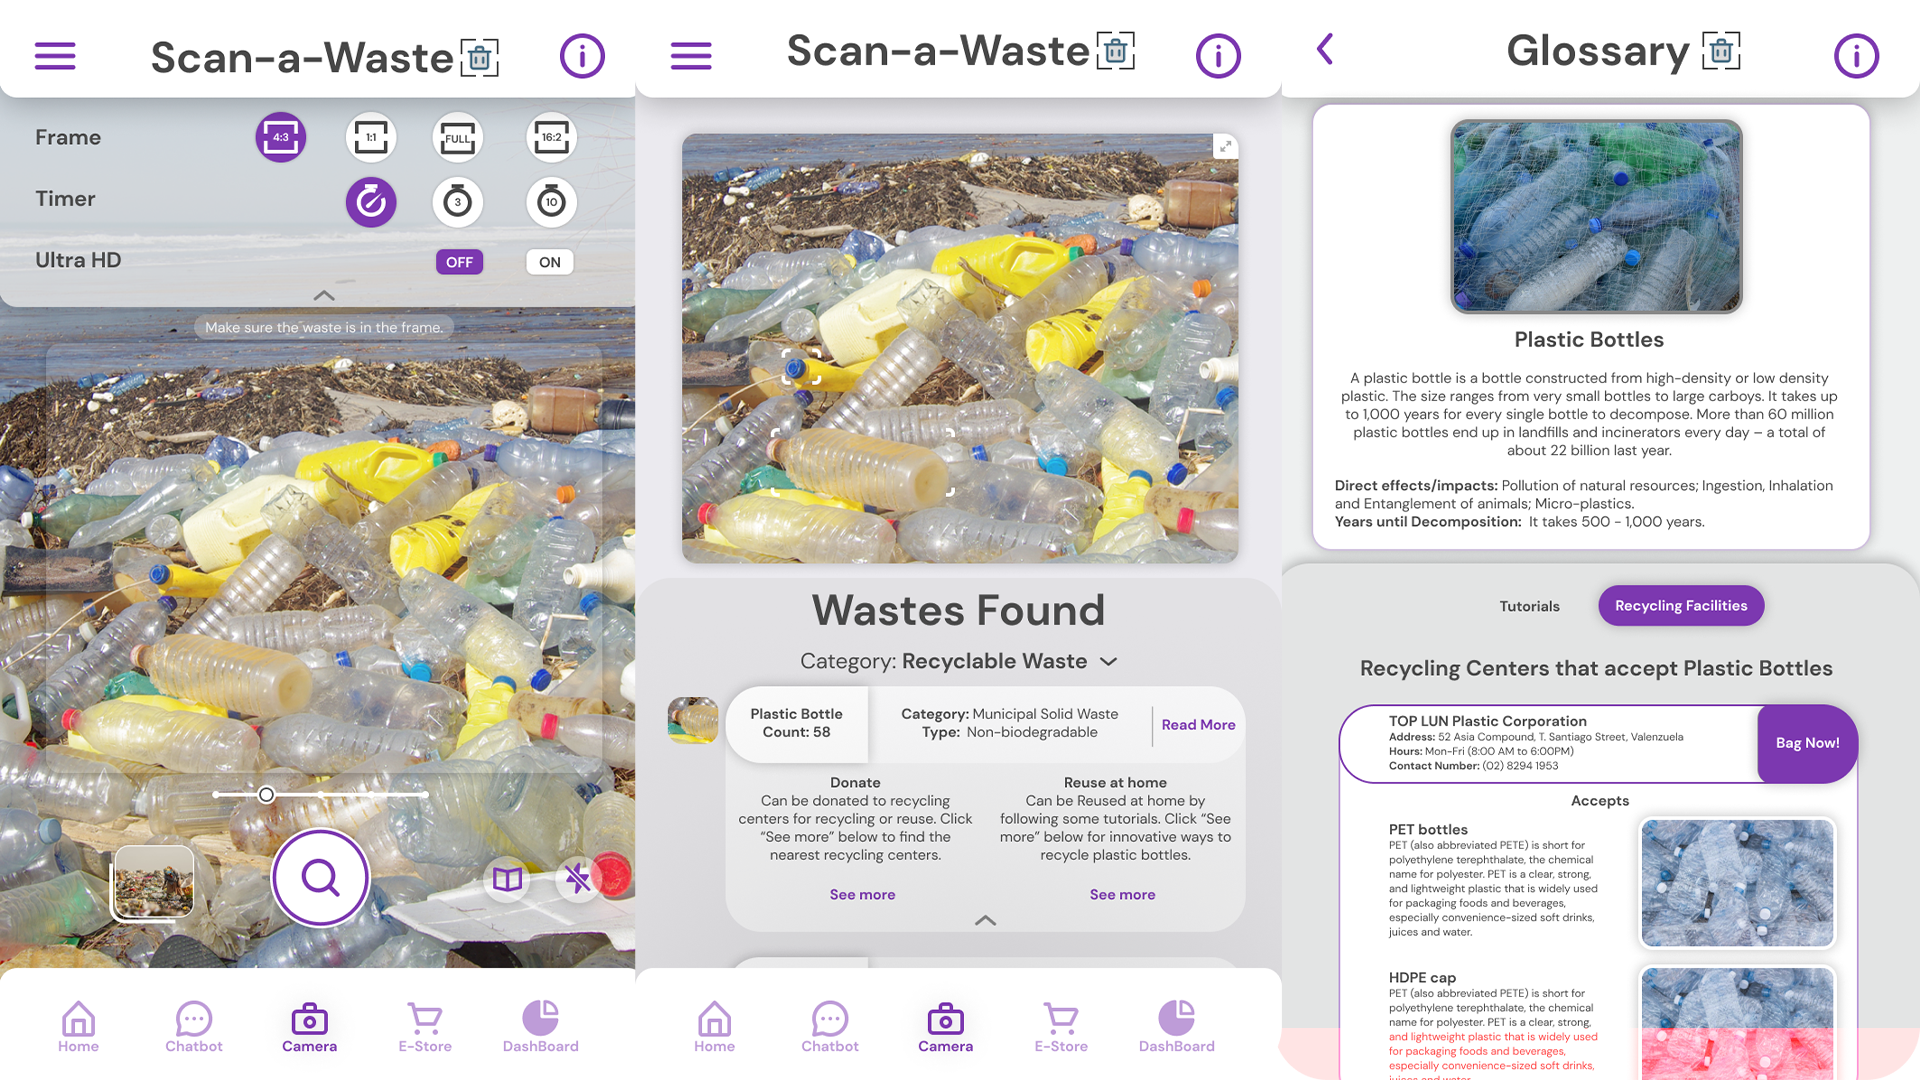 Scan-a-Waste
Frame
4:3
1:1
FULL
16:2
Timer
3
10
Ultra HD
OFF
ON
Make sure the waste is in the frame.
Home
Chatbot
Camera
E-Store
DashBoard
Scan-a-Waste
Wastes Found
Category: Recyclable Waste
Plastic Bottle
Count: 58
Category: Municipal Solid Waste
Type: Non-biodegradable
Read More
Donate
Can be donated to recycling
centers for recycling or reuse. Click
“See more” below to find the
nearest recycling centers.
See more
Reuse at home
Can be Reused at home by
following some tutorials. Click “See
more” below for innovative ways to
recycle plastic bottles.
See more
Home
Chatbot
Camera
E-Store
DashBoard
Glossary
Plastic Bottles
A plastic bottle is a bottle constructed from high-density or low density
plastic. The size ranges from very small bottles to large carboys. It takes up
to 1,000 years for every single bottle to decompose. More than 60 million
plastic bottles end up in landfills and incinerators every day – a total of
about 22 billion last year.
Direct effects/impacts: Pollution of natural resources; Ingestion, Inhalation
and Entanglement of animals; Micro-plastics.
Years until Decomposition: It takes 500 - 1,000 years.
Tutorials
Recycling Facilities
Recycling Centers that accept Plastic Bottles
TOP LUN Plastic Corporation
Address: 52 Asia Compound, T. Santiago Street, Valenzuela
Hours: Mon-Fri (8:00 AM to 6:00PM)
Contact Number: (02) 8294 1953
Bag Now!
Accepts
PET bottles
PET (also abbreviated PETE) is short for
polyethylene terephthalate, the chemical
name for polyester. PET is a clear, strong,
and lightweight plastic that is widely used
for packaging foods and beverages,
especially convenience-sized soft drinks,
juices and water.
HDPE cap
PET (also abbreviated PETE) is short for
polyethylene terephthalate, the chemical
name for polyester. PET is a clear, strong,
and lightweight plastic that is widely used
for packaging foods and beverages,
especially convenience-sized soft drinks,
juices and water.